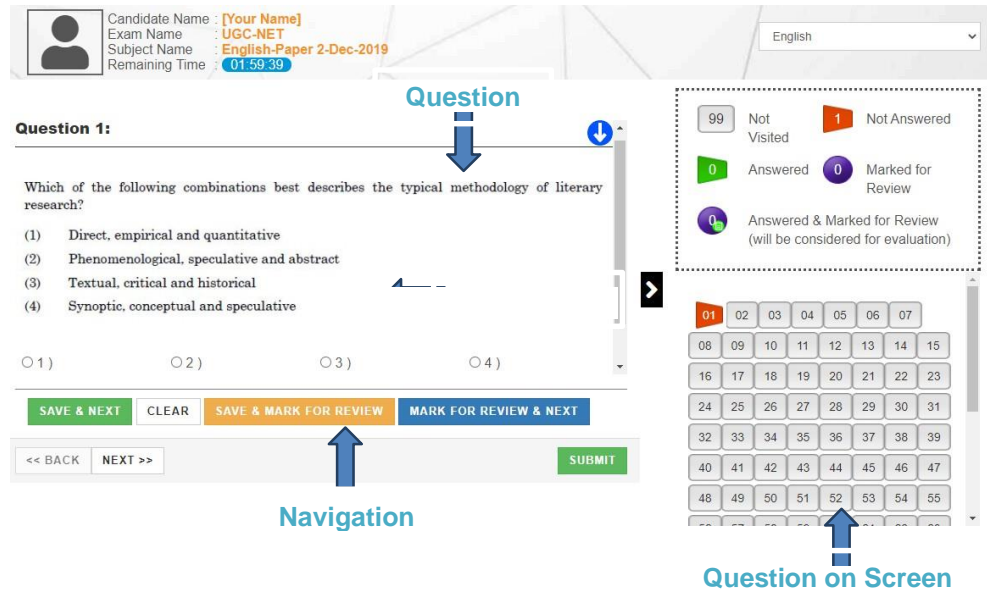 Candidate Name : [Your Name]
Exam Name : UGC-NET
Subject Name : English-Paper 2-Dec-2019
Remaining Time : 01:59:39
English
Question
Question 1:
Which of the following combinations best describes the typical methodology of literary
research?
(1) Direct, empirical and quantitative
(2) Phenomenological, speculative and abstract
(3) Textual, critical and historical
(4) Synoptic, conceptual and speculative
1 ) 2 ) 3 ) 4 )
SAVE & NEXT CLEAR SAVE & MARK FOR REVIEW MARK FOR REVIEW & NEXT
<< BACK NEXT >> SUBMIT
Navigation
99 Not
Visited
1 Not Answered
0 Answered
0 Marked for
Review
0 Answered & Marked for Review
(will be considered for evaluation)
01 02 03 04 05 06 07
08 09 10 11 12 13 14 15
16 17 18 19 20 21 22 23
24 25 26 27 28 29 30 31
32 33 34 35 36 37 38 39
40 41 42 43 44 45 46 47
48 49 50 51 52 53 54 55
Question on Screen